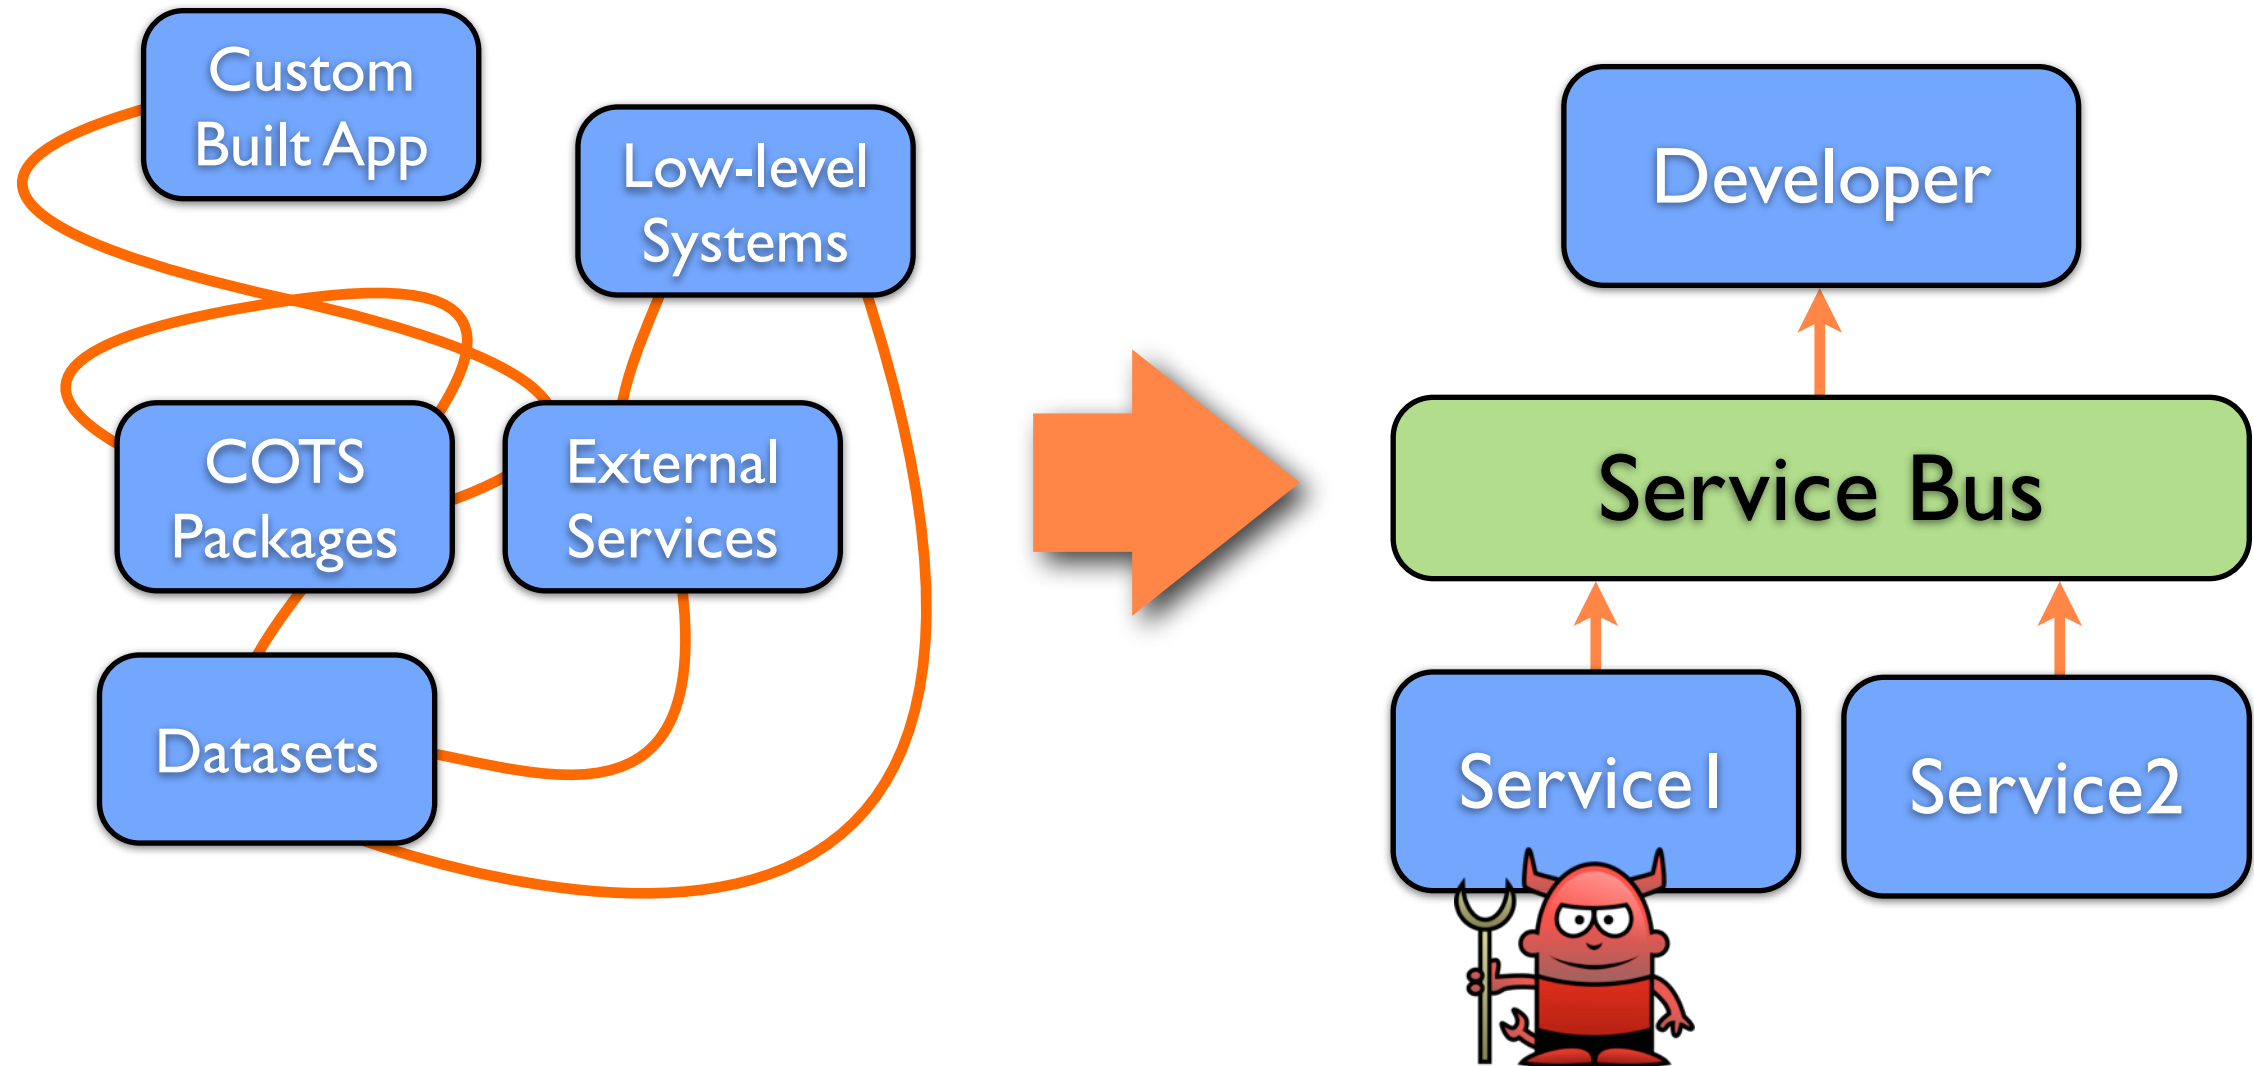 Custom
Built App
Low-level
Systems
COTS
Packages
External
Services
Datasets
Developer
Service Bus
Service1
Service2